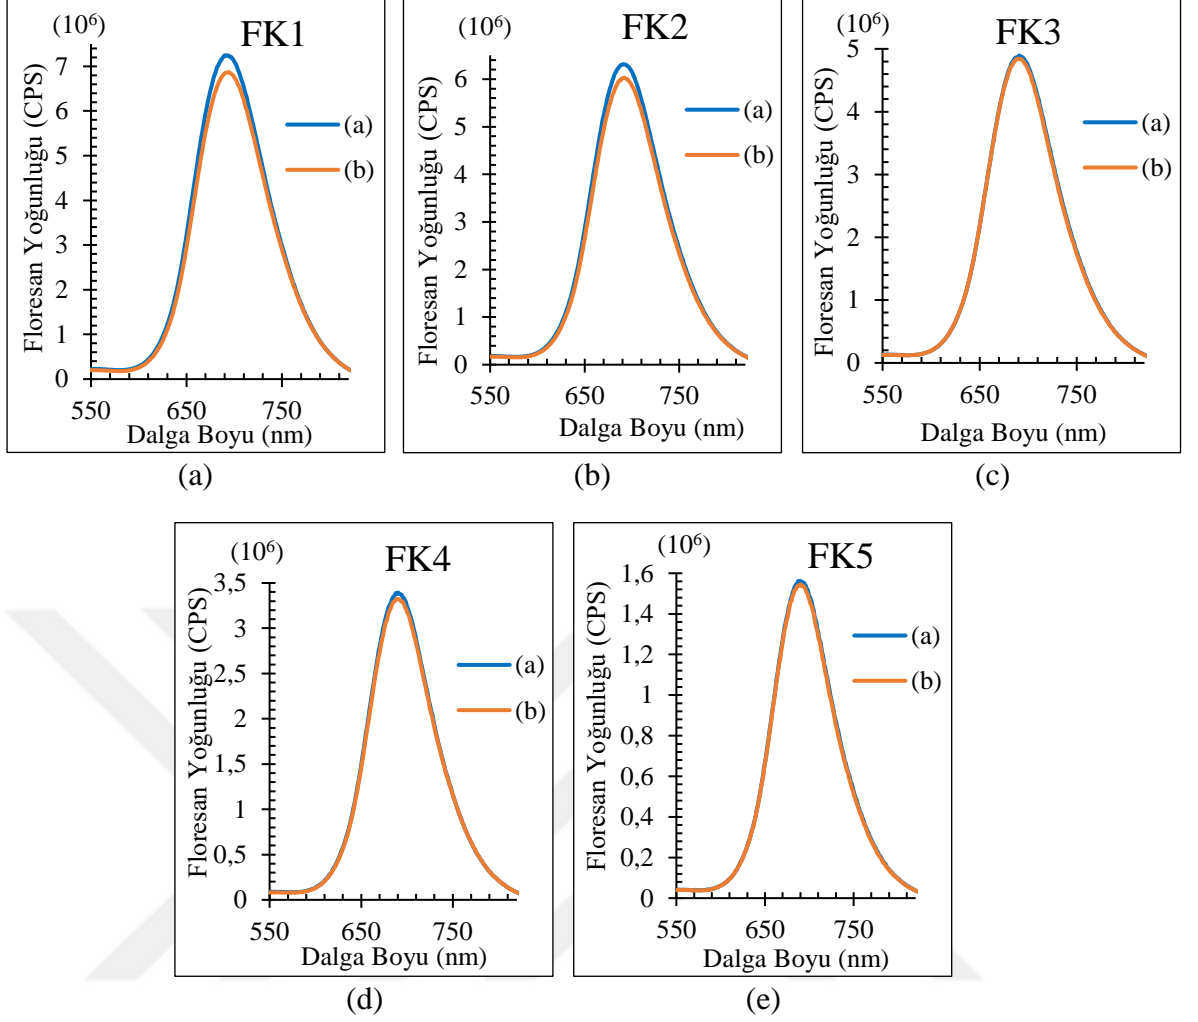 (10⁶)
FK1
Floresan Yoğunluğu (CPS)
7
6
5
4
3
2
1
0
550
650
750
Dalga Boyu (nm)
(a)
(b)
(a)
(10⁶)
FK2
Floresan Yoğunluğu (CPS)
6
5
4
3
2
1
0
550
650
750
Dalga Boyu (nm)
(a)
(b)
(b)
(10⁶)
FK3
Floresan Yoğunluğu (CPS)
5
4
3
2
1
0
550
650
750
Dalga Boyu (nm)
(a)
(b)
(c)
(10⁶)
FK4
Floresan Yoğunluğu (CPS)
3,5
3
2,5
2
1,5
1
0,5
0
550
650
750
Dalga Boyu (nm)
(a)
(b)
(d)
(10⁶)
FK5
Floresan Yoğunluğu (CPS)
1,6
1,4
1,2
1
0,8
0,6
0,4
0,2
0
550
650
750
Dalga Boyu (nm)
(a)
(b)
(e)